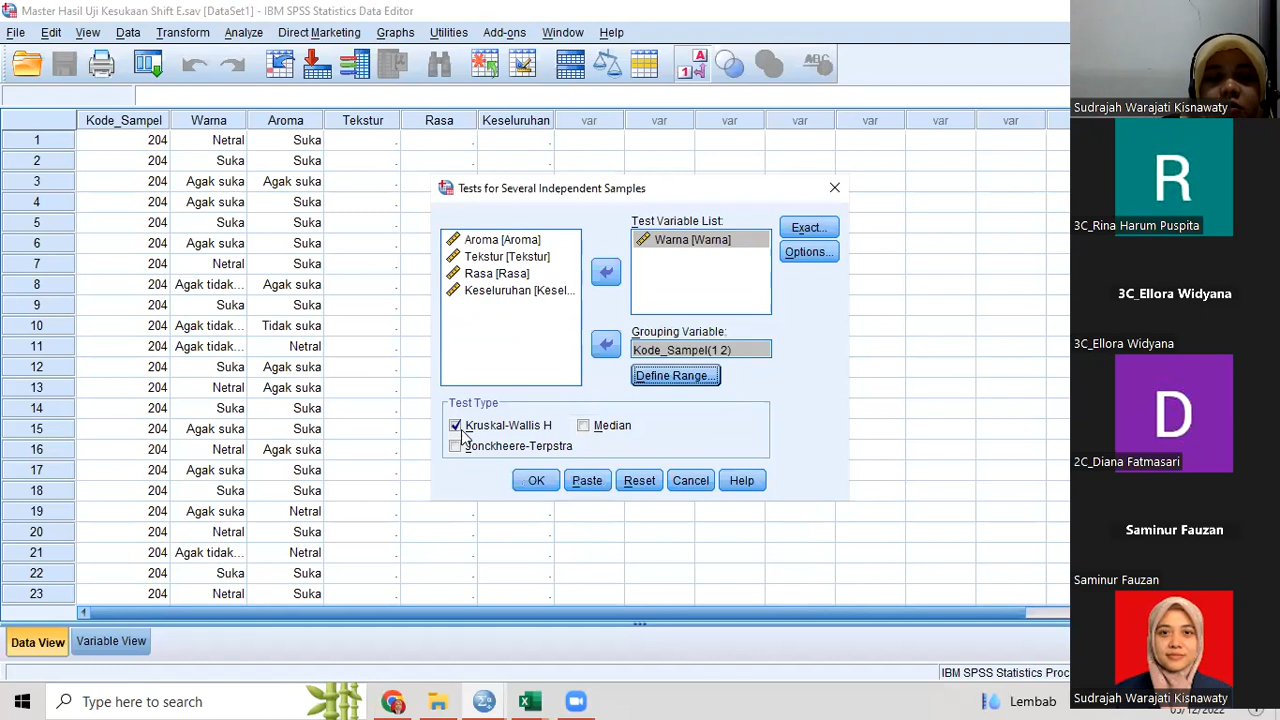 Master Hasil Uji Kesukaan Shift E.sav [DataSet1] - IBM SPSS Statistics Data Editor
File Edit View Data Transform Analyze Direct Marketing Graphs Utilities Add-ons Window Help
Kode_Sampel Warna Aroma Tekstur Rasa Keseluruhan var var var var var var
1 204 Netral Suka . . .
2 204 Suka Suka . . .
3 204 Agak suka Agak suka .
4 204 Agak suka Suka .
5 204 Suka Suka .
6 204 Agak suka Suka .
7 204 Netral Suka .
8 204 Agak tidak... Agak suka .
9 204 Suka Suka .
10 204 Agak tidak... Tidak suka .
11 204 Agak tidak... Netral .
12 204 Suka Agak suka .
13 204 Netral Agak suka .
14 204 Suka Suka .
15 204 Agak suka Suka .
16 204 Netral Agak suka .
17 204 Agak suka Suka .
18 204 Suka Suka .
19 204 Agak suka Netral . . .
20 204 Netral Suka . . .
21 204 Agak tidak... Netral . . .
22 204 Suka Suka . . .
23 204 Netral Suka . . .
Tests for Several Independent Samples
Test Variable List:
Aroma [Aroma]
Tekstur [Tekstur]
Rasa [Rasa]
Keseluruhan [Kesel...
Warna [Warna]
Exact...
Options...
Grouping Variable:
Kode_Sampel(1 2)
Define Range...
Test Type
Kruskal-Wallis H Median
Jonckheere-Terpstra
OK Paste Reset Cancel Help
Data View Variable View
IBM SPSS Statistics Proc
Type here to search
Lembab
05/12/2022
Sudrajah Warajati Kisnawaty
R
3C_Rina Harum Puspita
3C_Ellora Widyana
3C_Ellora Widyana
D
2C_Diana Fatmasari
Saminur Fauzan
Saminur Fauzan
Sudrajah Warajati Kisnawaty